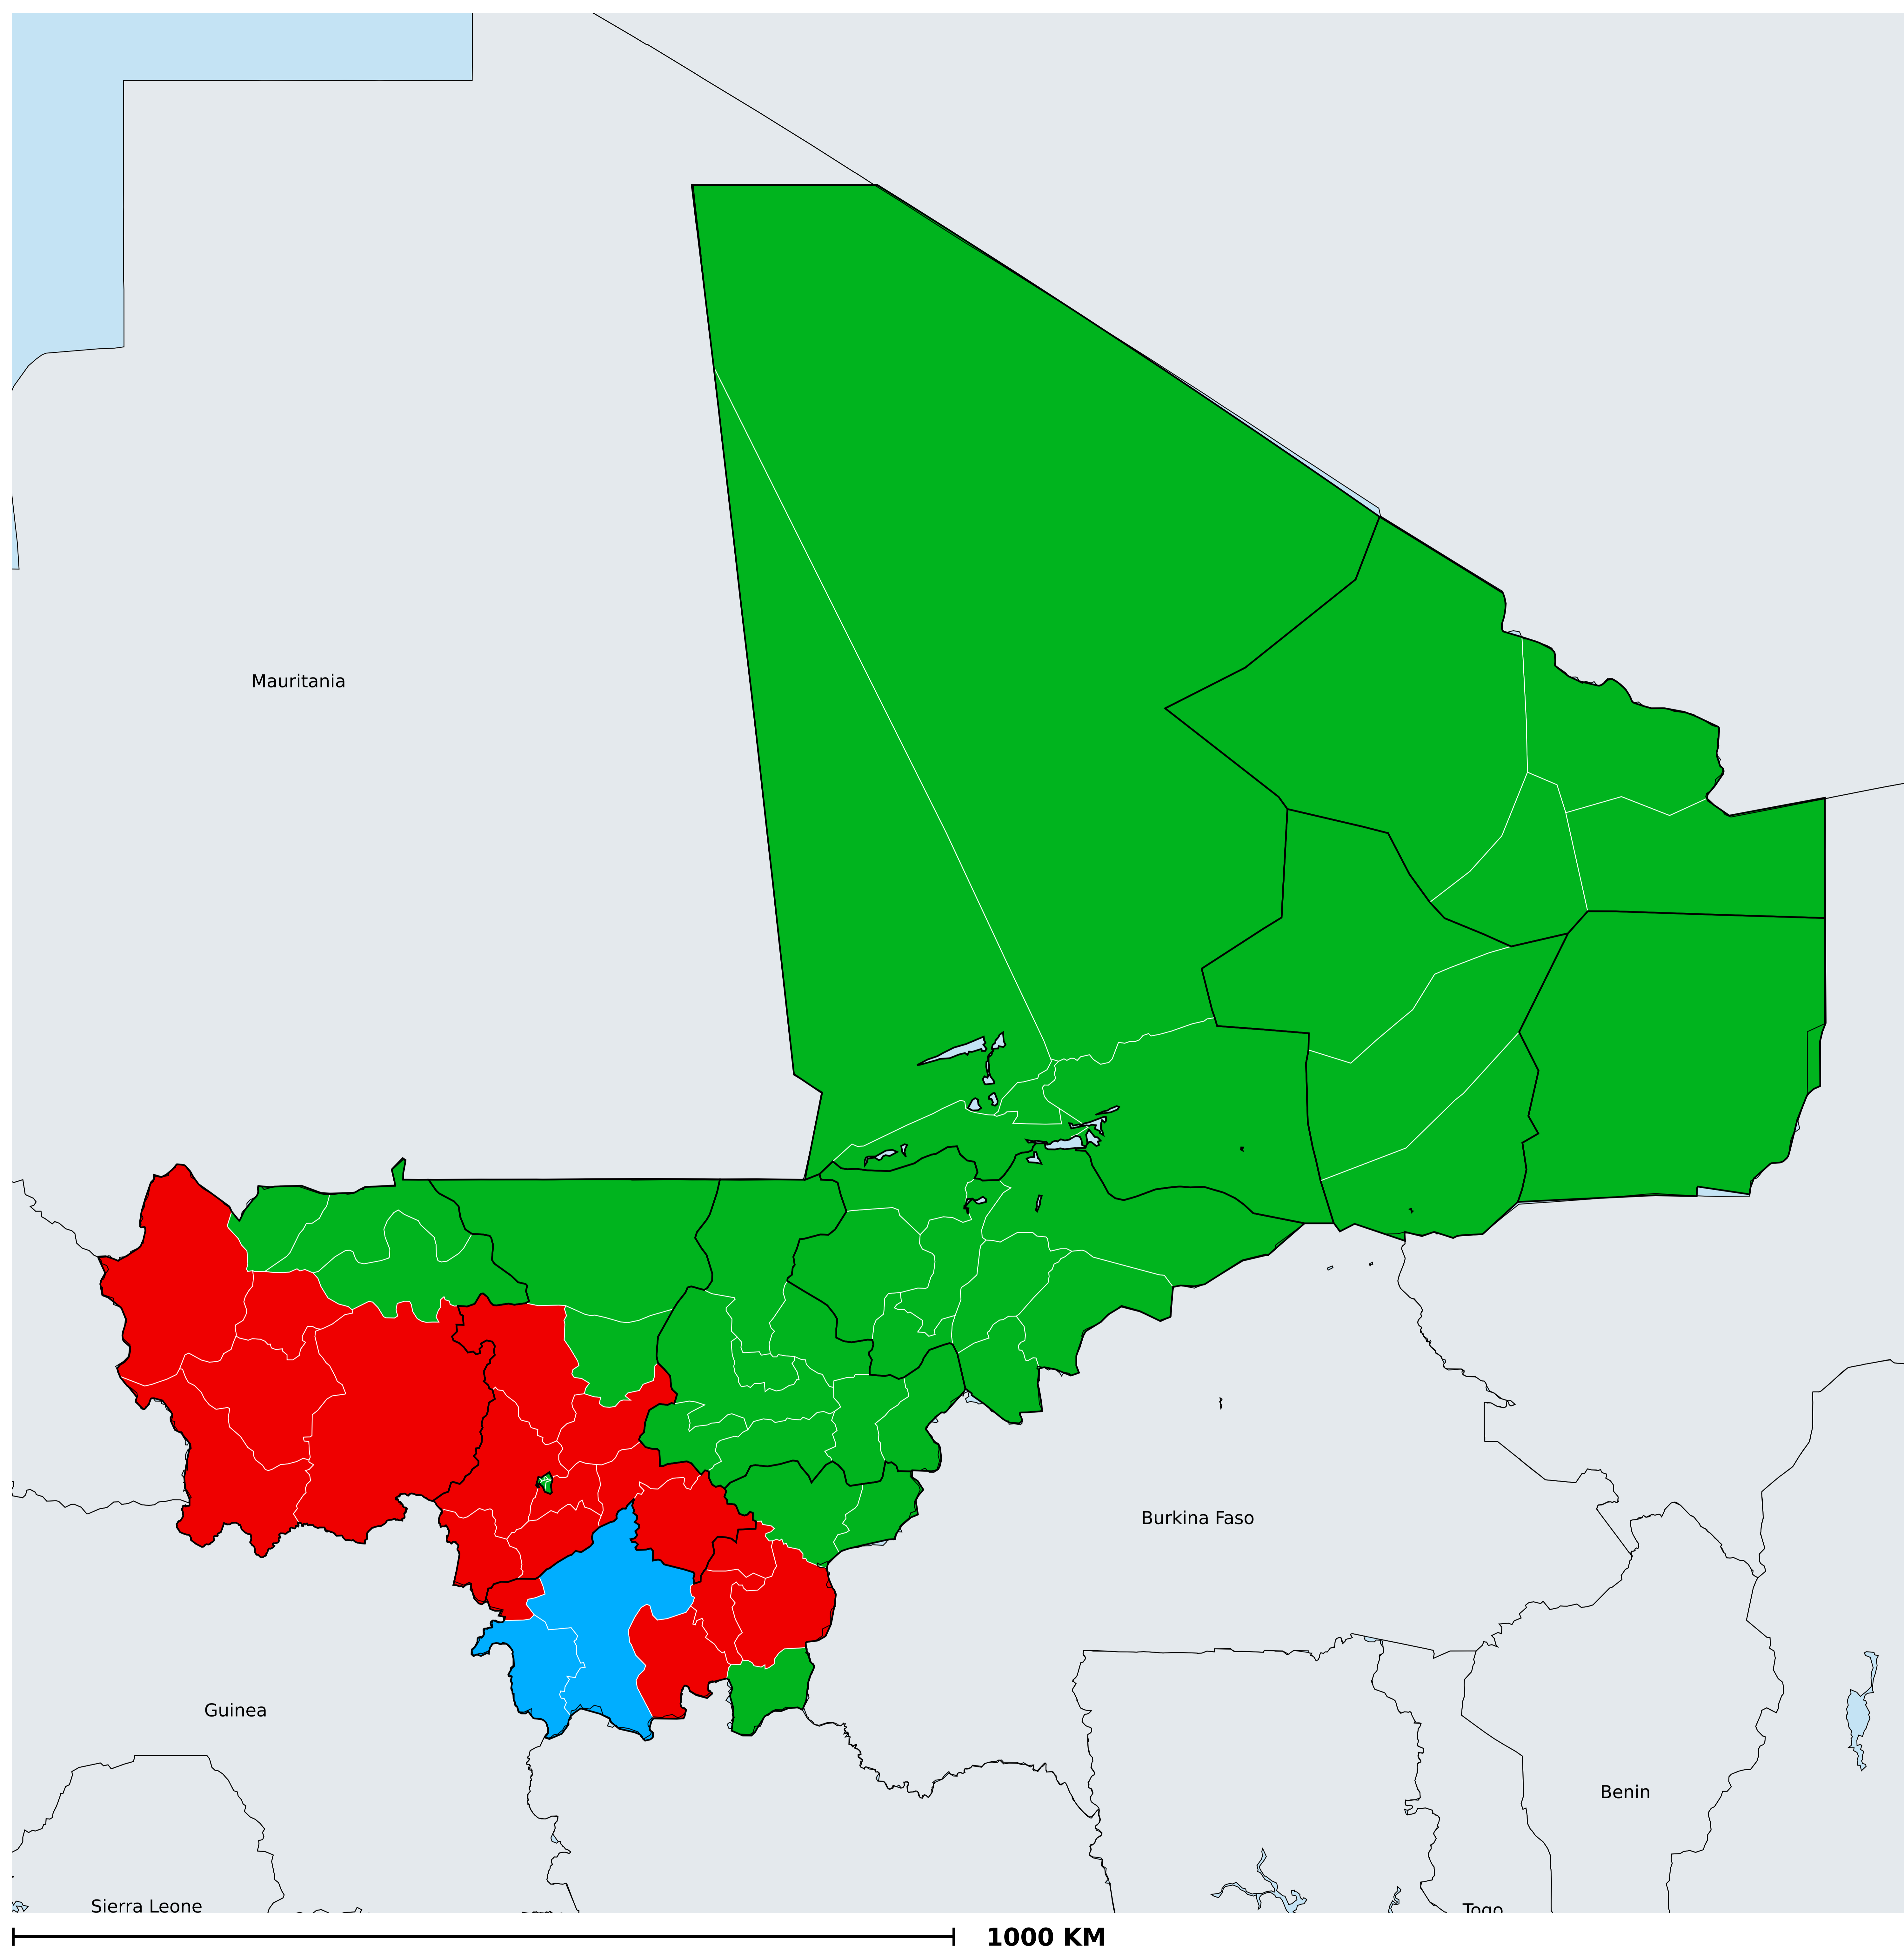 Mauritania
Burkina Faso
Guinea
Benin
Sierra Leone
Togo
1000 KM